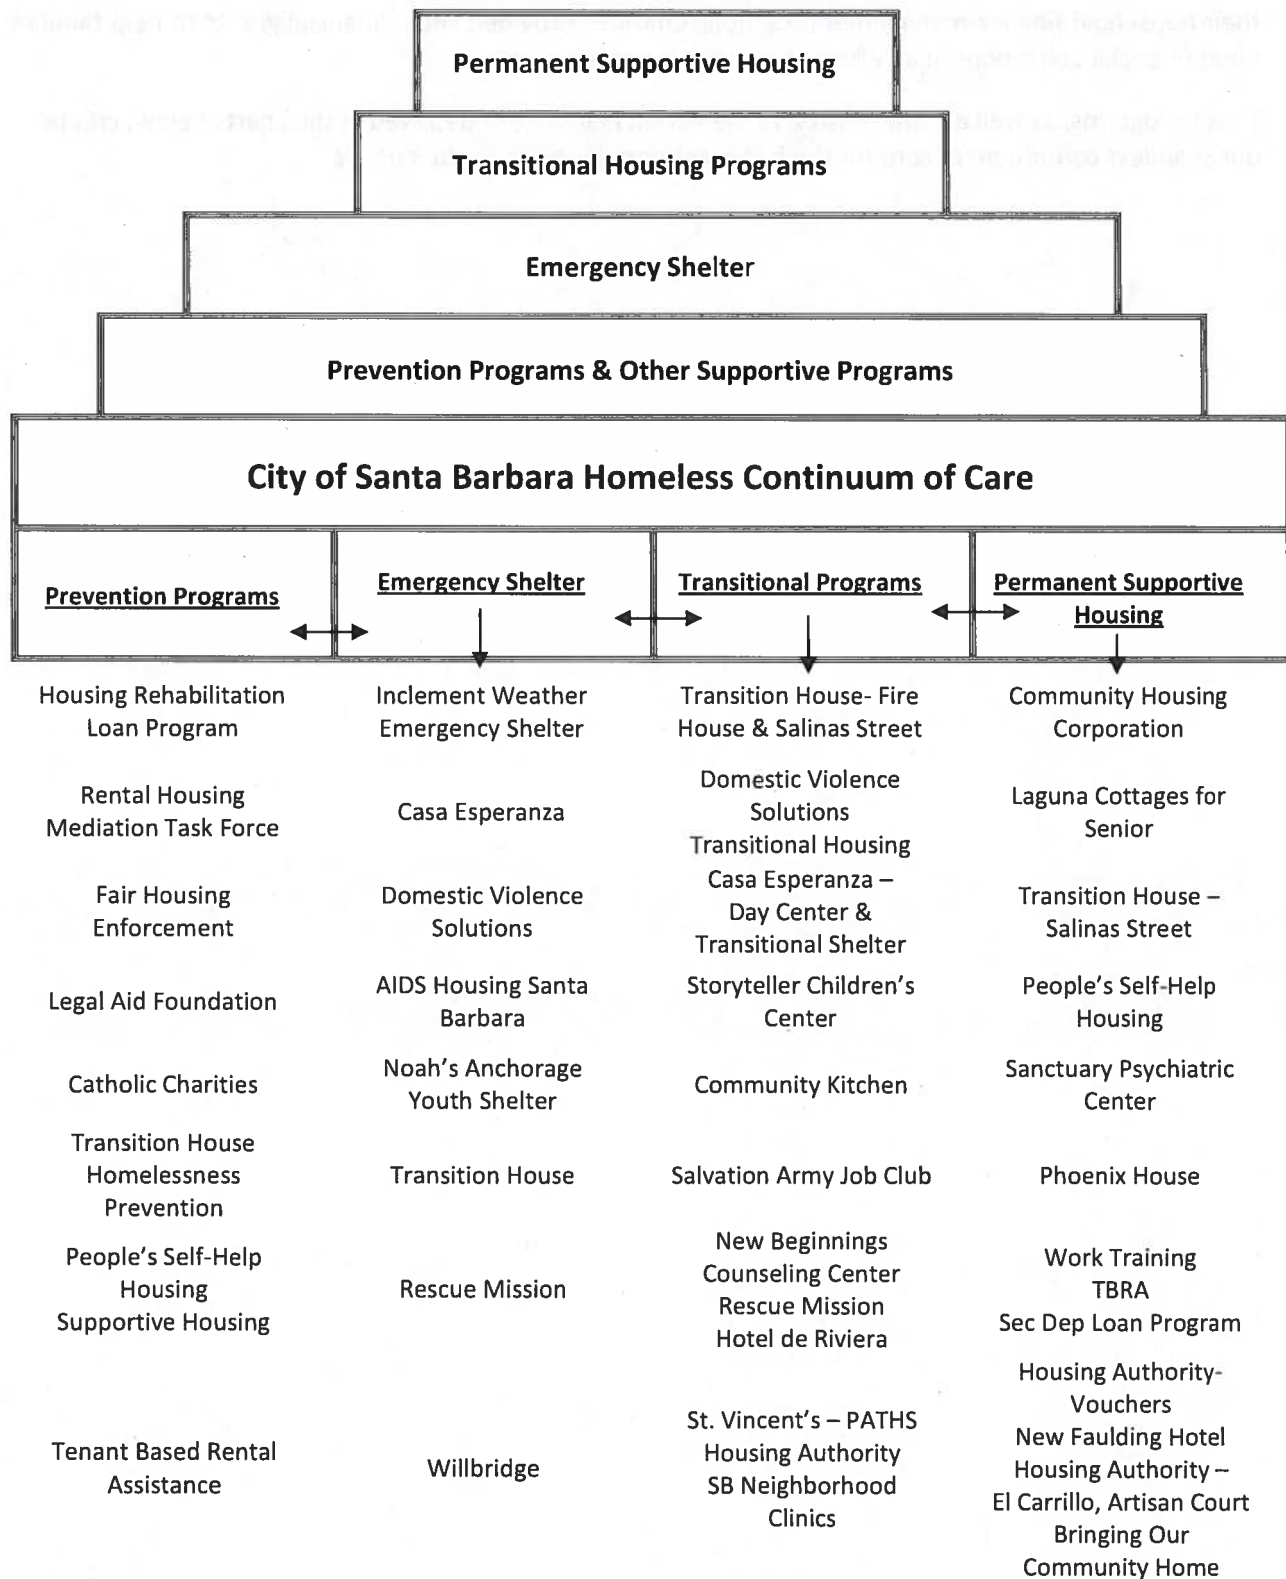 Permanent Supportive Housing
Transitional Housing Programs
Emergency Shelter
Prevention Programs & Other Supportive Programs
City of Santa Barbara Homeless Continuum of Care
Prevention Programs
Emergency Shelter
Transitional Programs
Permanent Supportive
Housing
Housing Rehabilitation
Loan Program
Inclement Weather
Emergency Shelter
Transition House- Fire
House & Salinas Street
Community Housing
Corporation
Rental Housing
Mediation Task Force
Casa Esperanza
Domestic Violence
Solutions
Transitional Housing
Laguna Cottages for
Senior
Fair Housing
Enforcement
Domestic Violence
Solutions
Casa Esperanza –
Day Center &
Transitional Shelter
Transition House –
Salinas Street
Legal Aid Foundation
AIDS Housing Santa
Barbara
Storyteller Children's
Center
People's Self-Help
Housing
Catholic Charities
Noah's Anchorage
Youth Shelter
Community Kitchen
Sanctuary Psychiatric
Center
Transition House
Homelessness
Prevention
Transition House
Salvation Army Job Club
Phoenix House
People's Self-Help
Housing
Supportive Housing
Rescue Mission
New Beginnings
Counseling Center
Rescue Mission
Hotel de Riviera
Work Training
TBRA
Sec Dep Loan Program
Tenant Based Rental
Assistance
Willbridge
St. Vincent's – PATHS
Housing Authority
SB Neighborhood
Clinics
Housing Authority-
Vouchers
New Faulding Hotel
Housing Authority –
El Carrillo, Artisan Court
Bringing Our
Community Home